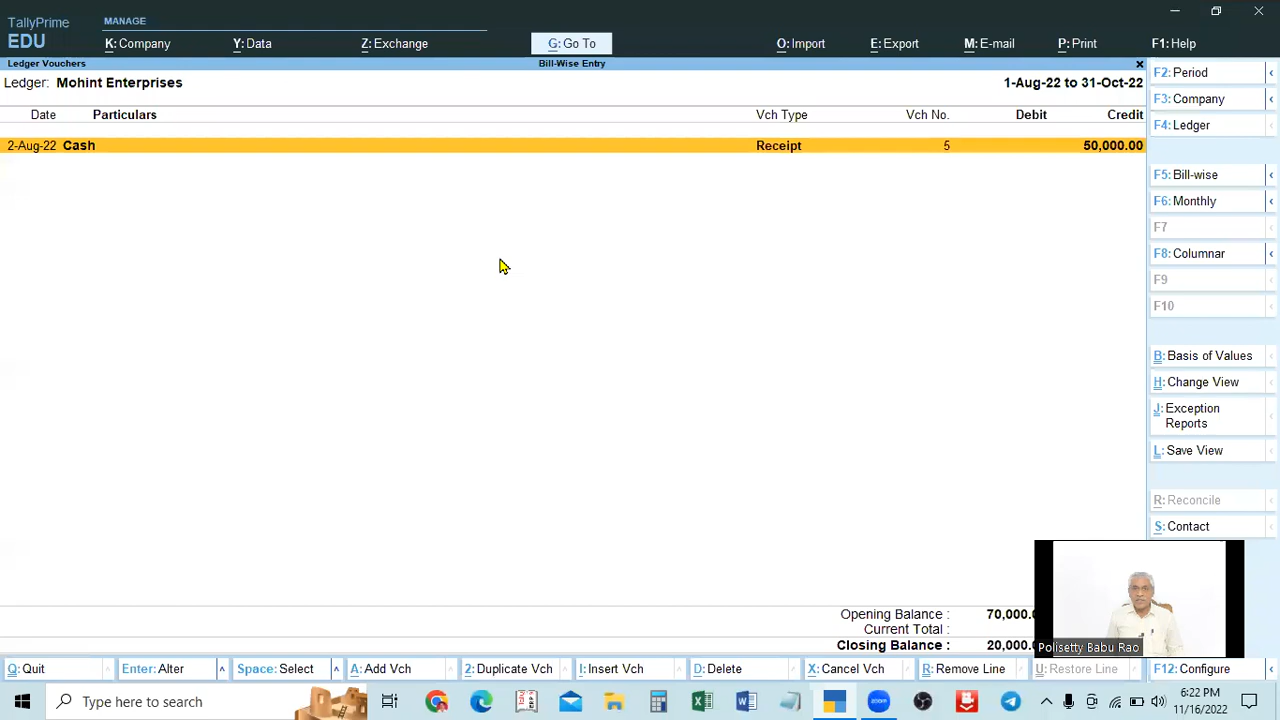 TallyPrime
EDU
MANAGE
K: Company
Y: Data
Z: Exchange
G: Go To
O: Import
E: Export
M: E-mail
P: Print
F1: Help
Ledger Vouchers
Bill-Wise Entry
Ledger: Mohint Enterprises
1-Aug-22 to 31-Oct-22
Date Particulars Vch Type Vch No. Debit Credit
2-Aug-22 Cash Receipt 5 50,000.00
F2: Period
F3: Company
F4: Ledger
F5: Bill-wise
F6: Monthly
F7
F8: Columnar
F9
F10
B: Basis of Values
H: Change View
J: Exception
Reports
L: Save View
R: Reconcile
S: Contact
Opening Balance : 70,000.
Current Total :
Closing Balance : 20,000.
Polisetty Babu Rao
Q: Quit
Enter: Alter
Space: Select
A: Add Vch
2: Duplicate Vch
I: Insert Vch
D: Delete
X: Cancel Vch
R: Remove Line
U: Restore Line
F12: Configure
Type here to search
zoom
6:22 PM
11/16/2022